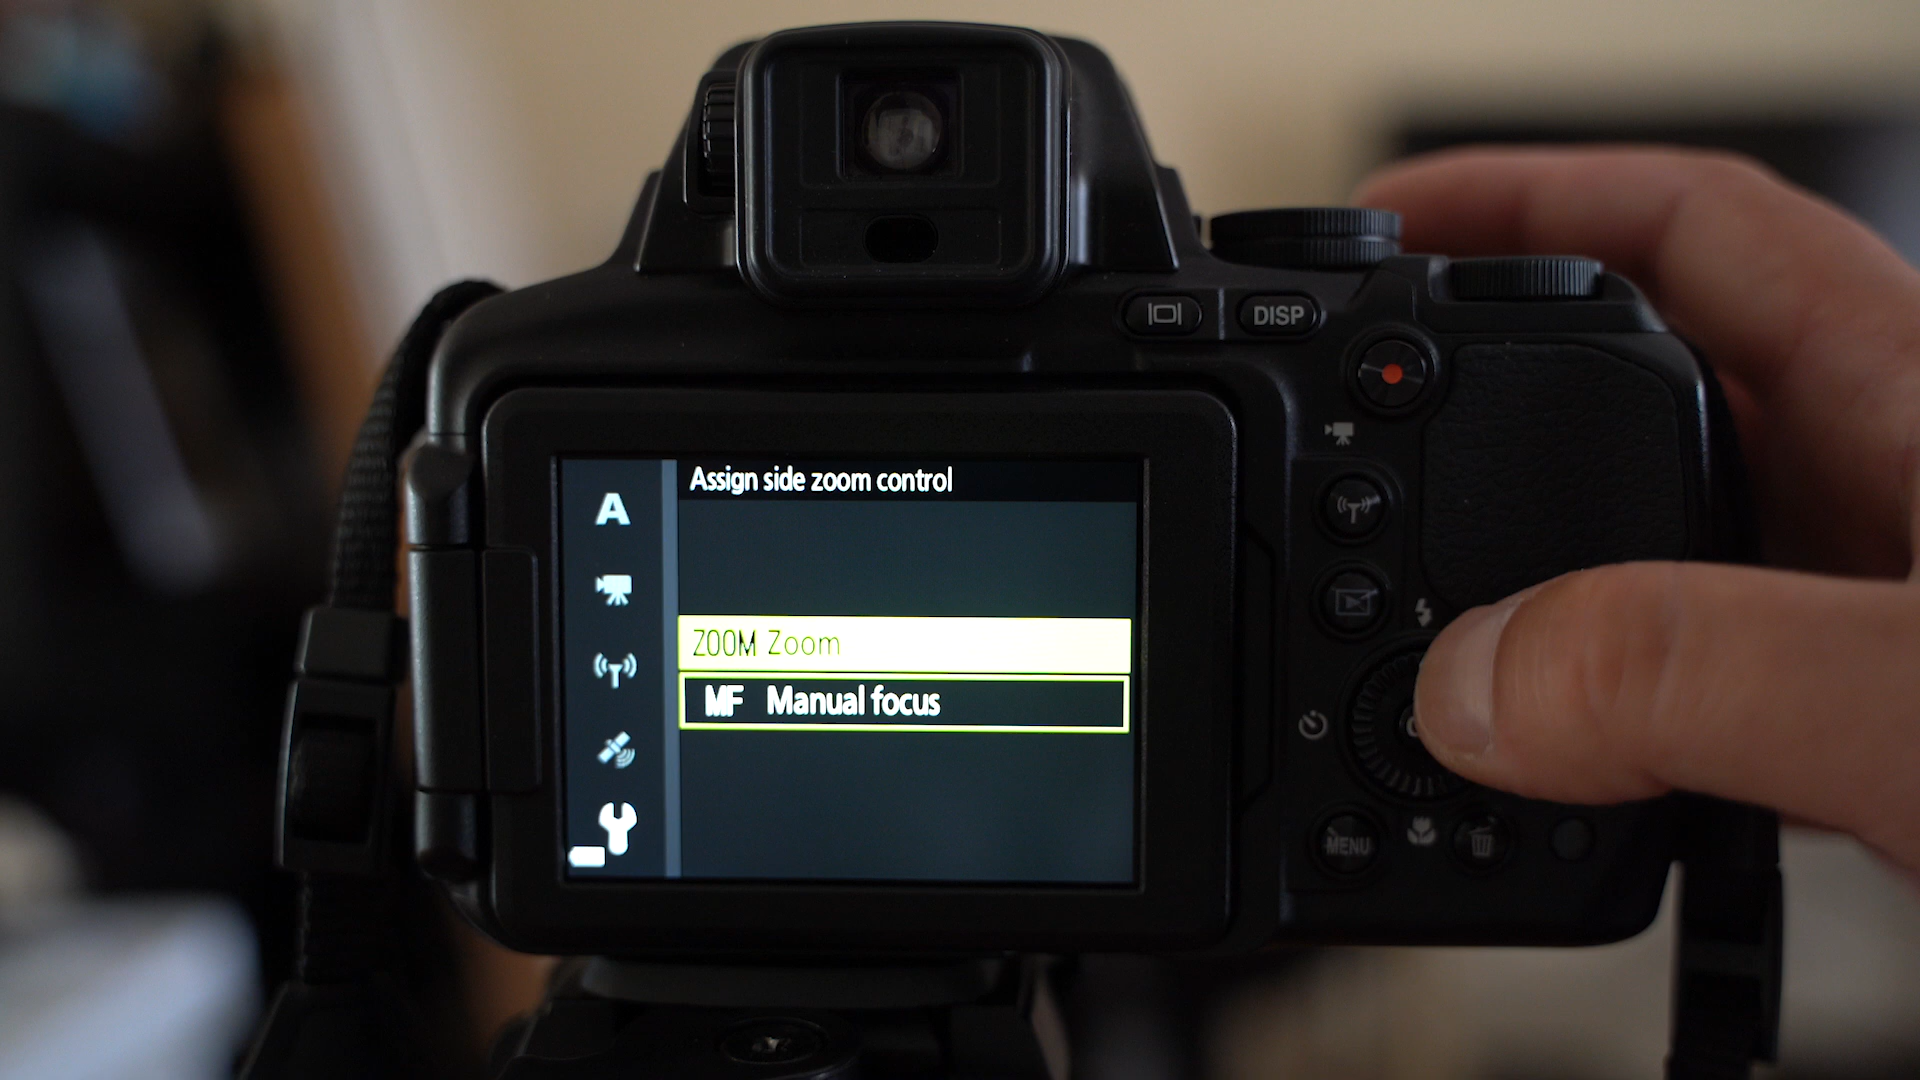 DISP
Assign side zoom control
A
ZOOM Zoom
MF Manual focus
MENU